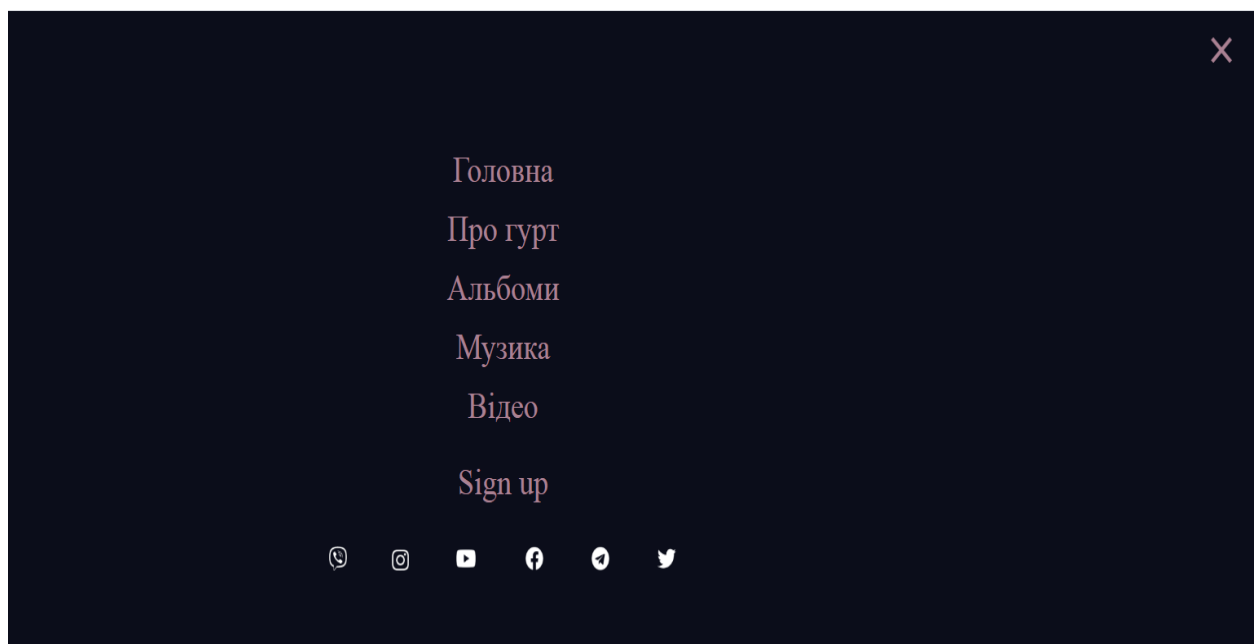 Головна
Про гурт
Альбоми
Музика
Відео
Sign up